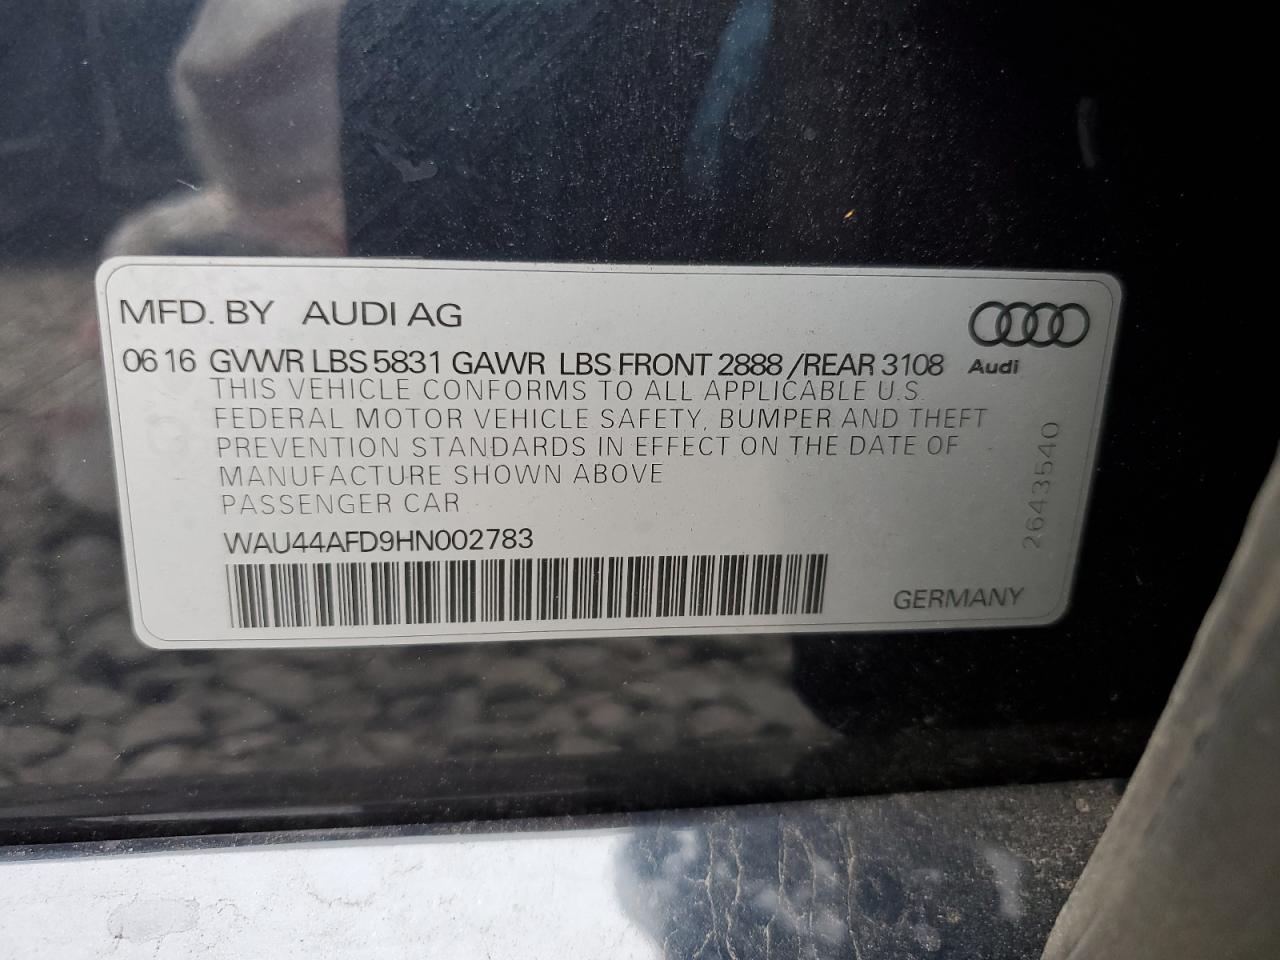 MFD. BY AUDI AG
06 16 GVWR LBS 5831 GAWR LBS FRONT 2888 /REAR 3108
Audi
THIS VEHICLE CONFORMS TO ALL APPLICABLE U.S.
FEDERAL MOTOR VEHICLE SAFETY, BUMPER AND THEFT
PREVENTION STANDARDS IN EFFECT ON THE DATE OF
MANUFACTURE SHOWN ABOVE
PASSENGER CAR
WAU44AFD9HN002783
GERMANY
2643540